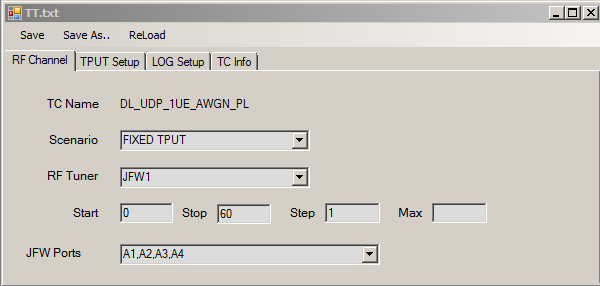 TT.txt
Save Save As.. ReLoad
RF Channel TPUT Setup LOG Setup TC Info
TC Name DL_UDP_1UE_AWGN_PL
Scenario FIXED TPUT
RF Tuner JFW1
Start 0 Stop 60 Step 1 Max
JFW Ports A1,A2,A3,A4